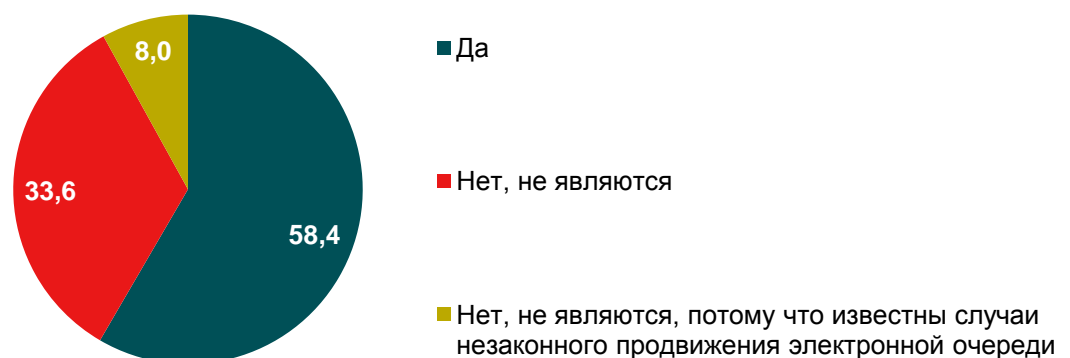 8,0
33,6
58,4
Да
Нет, не являются
Нет, не являются, потому что известны случаи
незаконного продвижения электронной очереди